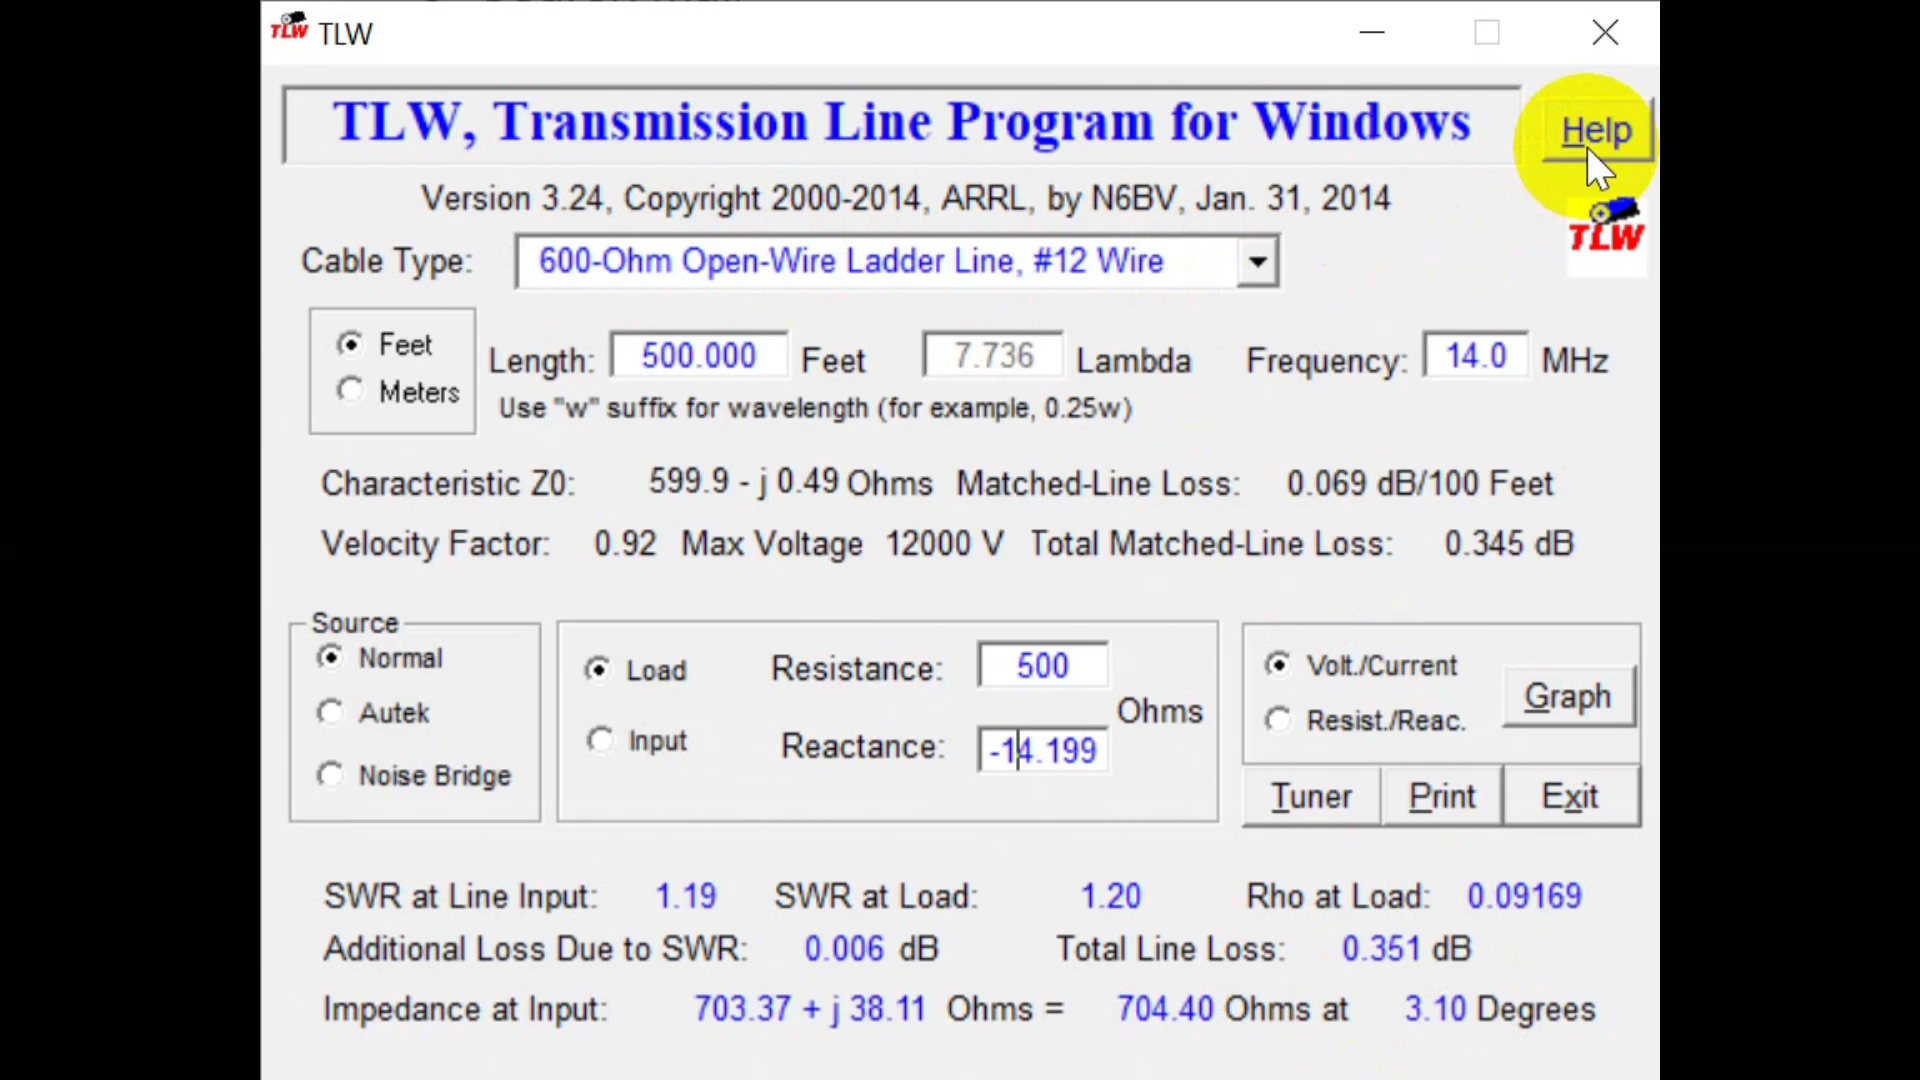 TLW TLW
TLW, Transmission Line Program for Windows
Help
Version 3.24, Copyright 2000-2014, ARRL, by N6BV, Jan. 31, 2014
TLW
Cable Type: 600-Ohm Open-Wire Ladder Line, #12 Wire
Feet
Meters
Length: 500.000 Feet 7.736 Lambda Frequency: 14.0 MHz
Use "w" suffix for wavelength (for example, 0.25w)
Characteristic Z0: 599.9 - j 0.49 Ohms Matched-Line Loss: 0.069 dB/100 Feet
Velocity Factor: 0.92 Max Voltage 12000 V Total Matched-Line Loss: 0.345 dB
Source
Normal
Autek
Noise Bridge
Load
Input
Resistance: 500
Ohms
Reactance: -14.199
Volt./Current
Resist./Reac.
Graph
Tuner Print Exit
SWR at Line Input: 1.19 SWR at Load: 1.20 Rho at Load: 0.09169
Additional Loss Due to SWR: 0.006 dB Total Line Loss: 0.351 dB
Impedance at Input: 703.37 + j 38.11 Ohms = 704.40 Ohms at 3.10 Degrees